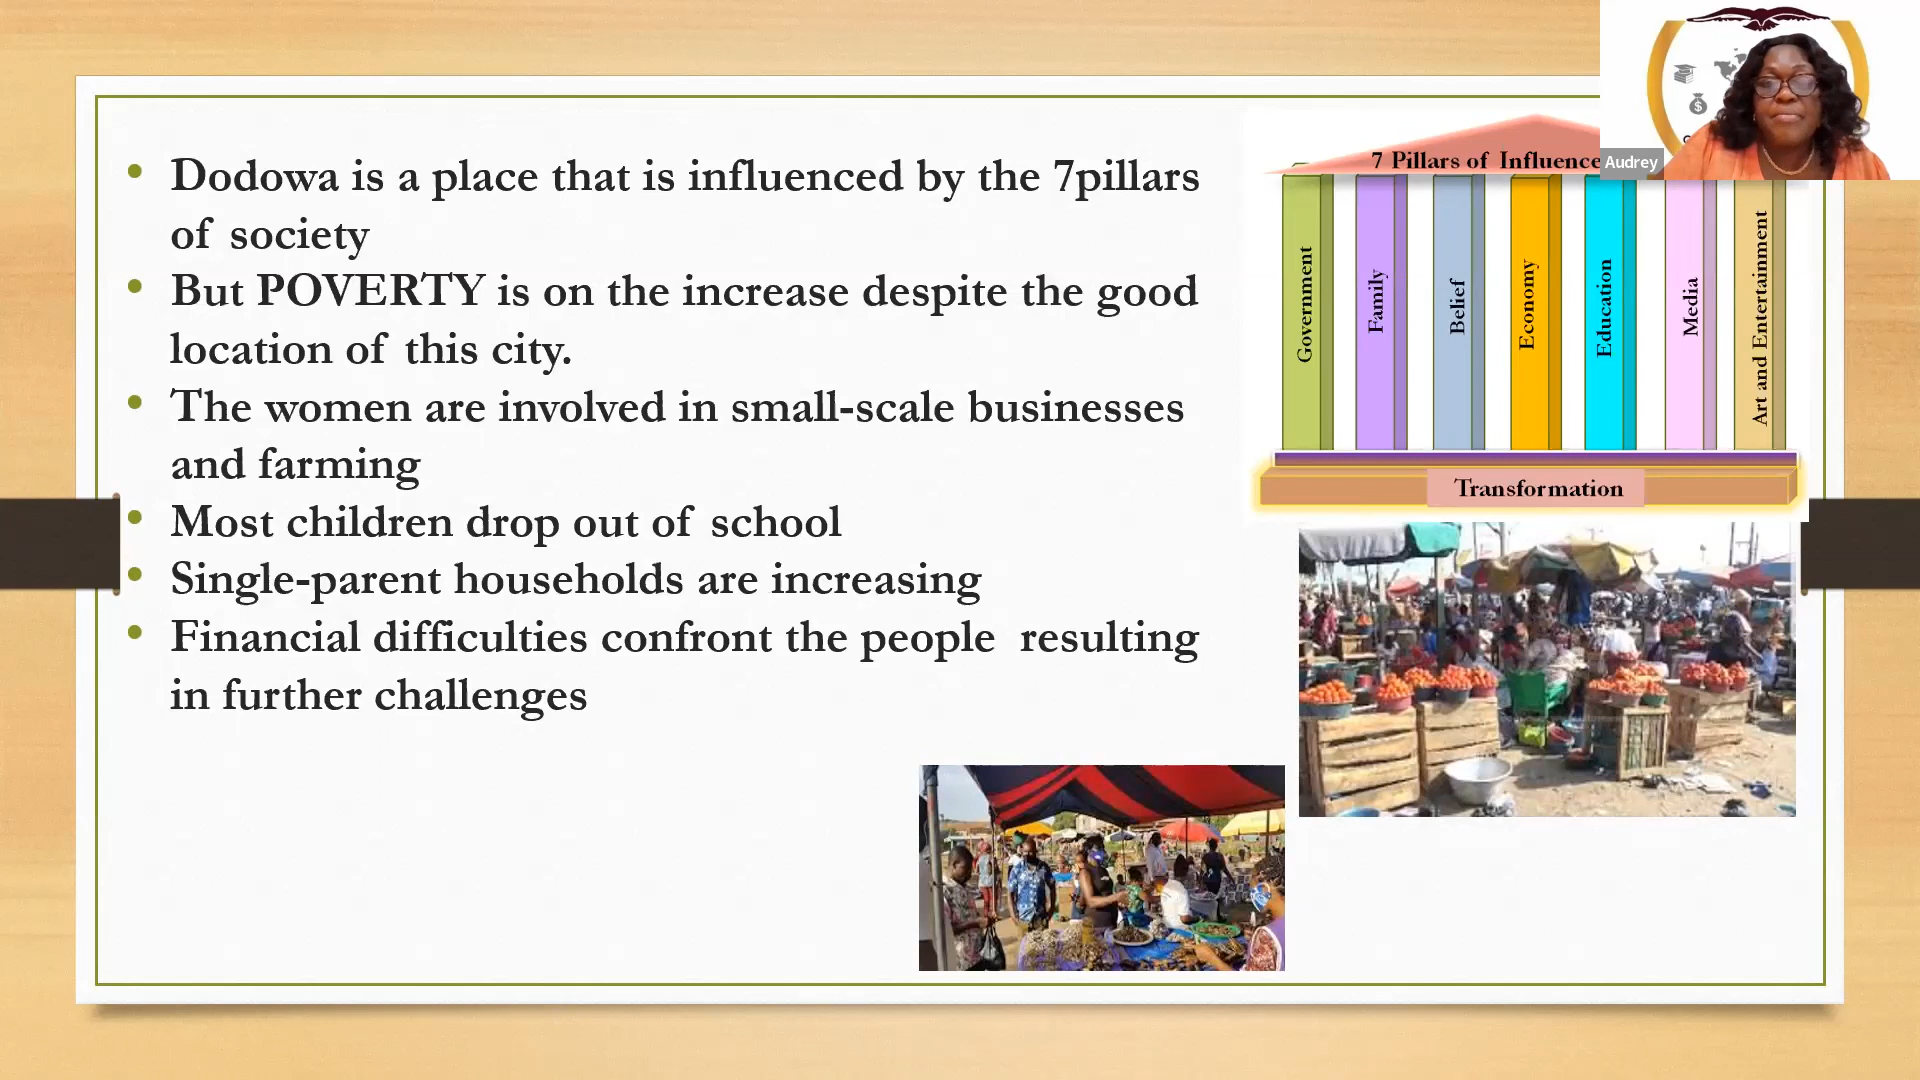 Dodowa is a place that is influenced by the 7pillars
of society
But POVERTY is on the increase despite the good
location of this city.
The women are involved in small-scale businesses
and farming
Most children drop out of school
Single-parent households are increasing
Financial difficulties confront the people resulting
in further challenges
7 Pillars of Influence
Government
Family
Belief
Economy
Education
Media
Art and Entertainment
Transformation
Audrey